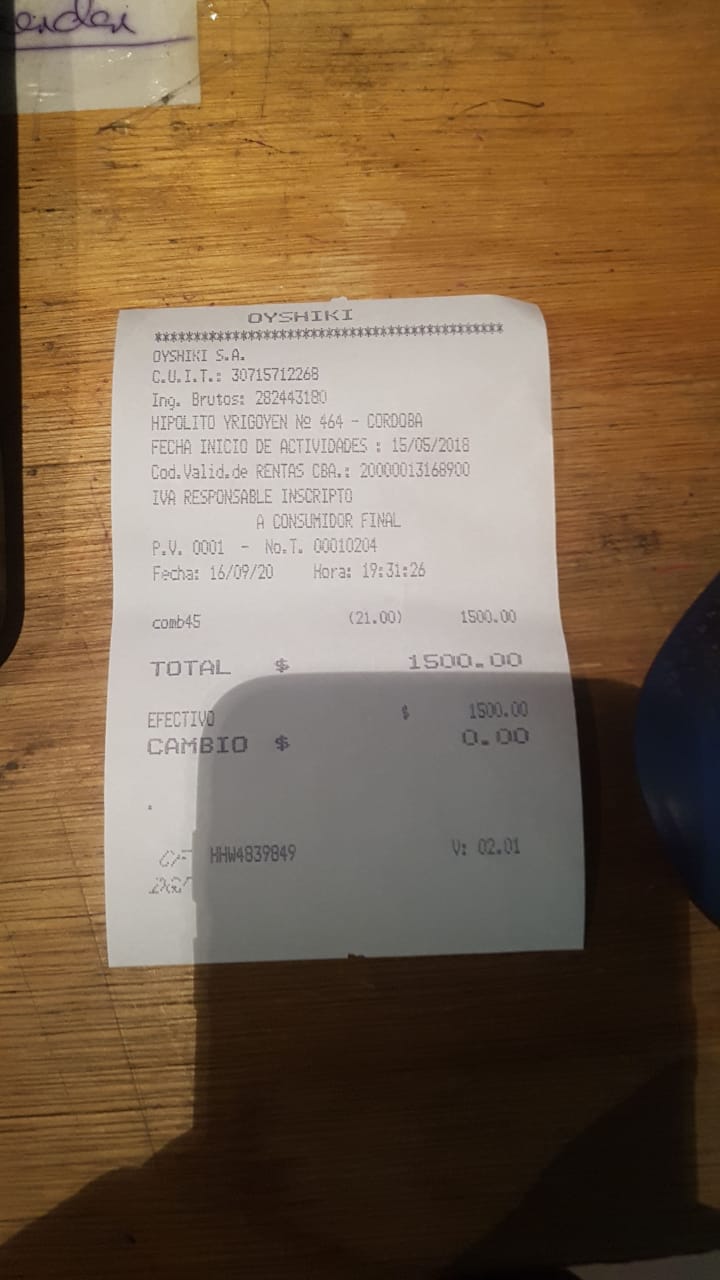 OYSHIKI
********************************************
OYSHIKI S.A.
C.U.I.T.: 30715712268
Ing. Brutos: 282443180
HIPOLITO YRIGOYEN Nº 464 - CORDOBA
FECHA INICIO DE ACTIVIDADES : 15/05/2018
Cod.Valid.de RENTAS CBA.: 20000013168900
IVA RESPONSABLE INSCRIPTO
A CONSUMIDOR FINAL
P.V. 0001 - No.T. 00010204
Fecha: 16/09/20 Hora: 19:31:26
comb45 (21.00) 1500.00
TOTAL $ 1500.00
EFECTIVO $ 1500.00
CAMBIO $ 0.00
.
CF HHW4839849 V: 02.01